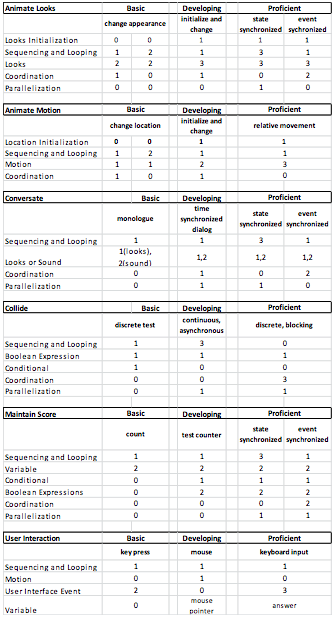 Animate Looks Basic Developing Proficient
change appearance initialize and change state synchronized event sychronized
Looks Initialization 0 0 1 1 1
Sequencing and Looping 1 2 1 3 1
Looks 2 2 3 3 3
Coordination 1 0 1 0 2
Parallelization 0 0 0 1 0
Animate Motion Basic Developing Proficient
change location initialize and change relative movement
Location Initialization 0 0 1 1
Sequencing and Looping 1 2 1 1
Motion 1 1 2 3
Coordination 1 0 1 0
Conversate Basic Developing Proficient
monologue time synchronized dialog state synchronized event synchronized
Sequencing and Looping 1 1 3 1
Looks or Sound 1(looks), 2(sound) 1,2 1,2 1,2
Coordination 0 1 0 2
Parallelization 0 1 1 0
Collide Basic Developing Proficient
discrete test continuous, asynchronous discrete, blocking
Sequencing and Looping 1 3 0
Boolean Expression 1 1 1
Conditional 1 0 0
Coordination 0 0 3
Parallelization 0 1 1
Maintain Score Basic Developing Proficient
count test counter state synchronized event synchronized
Sequencing and Looping 1 1 3 1
Variable 2 2 2 2
Conditional 0 1 1 1
Boolean Expressions 0 2 2 2
Coordination 0 0 0 2
Parallelization 0 0 1 1
User Interaction Basic Developing Proficient
key press mouse keyboard input
Sequencing and Looping 1 1 1
Motion 0 1 0
User Interface Event 2 0 3
Variable 0 mouse pointer answer